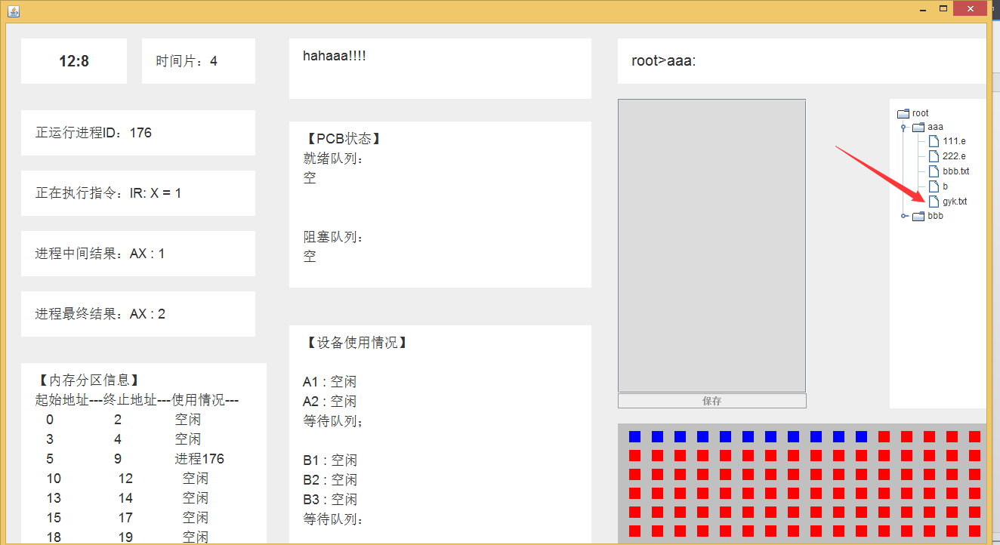 12:8
时间片：4
正运行进程ID：176
正在执行指令：IR: X = 1
进程中间结果：AX : 1
进程最终结果：AX : 2
【内存分区信息】
起始地址---终止地址---使用情况---
0 2 空闲
3 4 空闲
5 9 进程176
10 12 空闲
13 14 空闲
15 17 空闲
18 19 空闲
hahaaa!!!!
【PCB状态】
就绪队列：
空
阻塞队列：
空
【设备使用情况】
A1 : 空闲
A2 : 空闲
等待队列；
B1 : 空闲
B2 : 空闲
B3 : 空闲
等待队列：
root>aaa:
保存
root
aaa
111.e
222.e
bbb.txt
b
gyk.txt
bbb